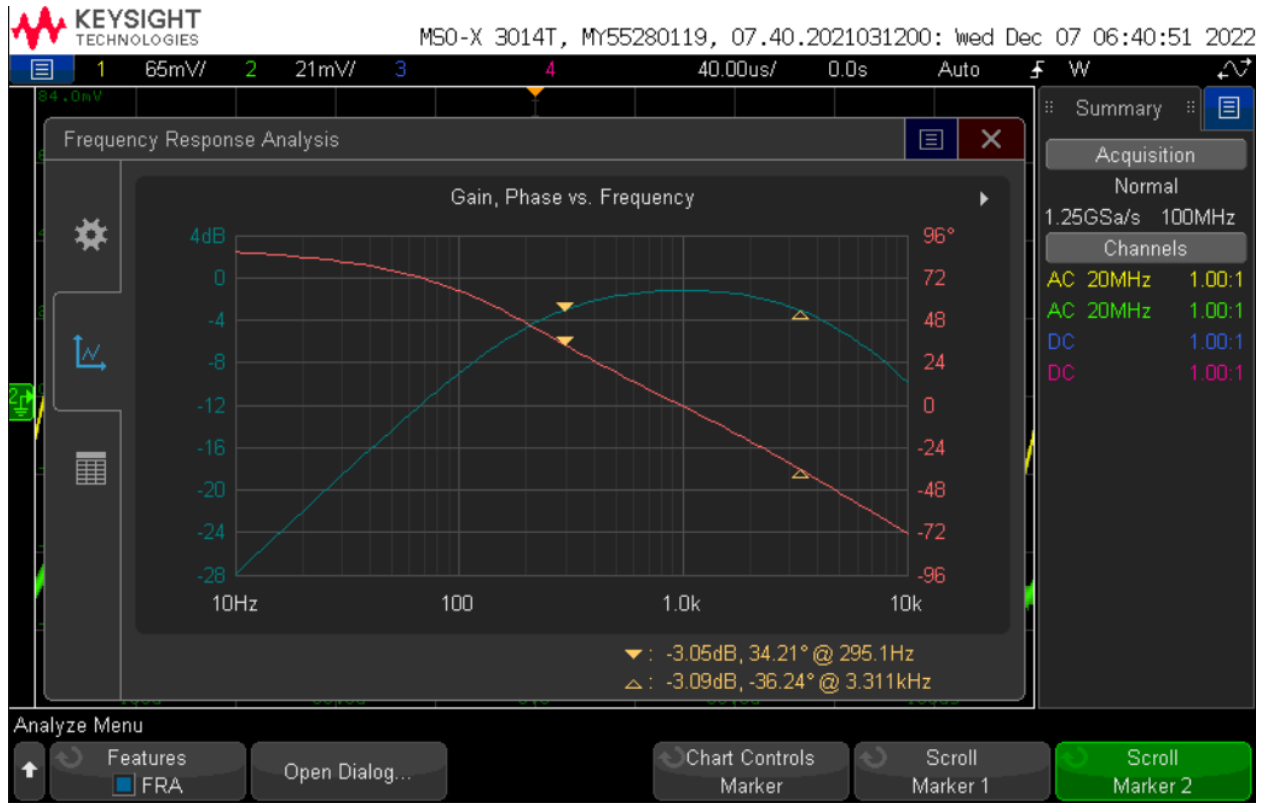 KEYSIGHT
TECHNOLOGIES
MSO-X 3014T, MY55280119, 07.40.2021031200: Wed Dec 07 06:40:51 2022
1 65mV/ 2 21mV/ 3 4 40.00us/ 0.0s Auto W
84.0mV
Summary
Frequency Response Analysis
Acquisition
Normal
1.25GSa/s 100MHz
Channels
AC 20MHz 1.00:1
AC 20MHz 1.00:1
DC 1.00:1
DC 1.00:1
Gain, Phase vs. Frequency
4dB 96°
0 72
-4 48
-8 24
-12 0
-16 -24
-20 -48
-24 -72
-28 -96
10Hz 100 1.0k 10k
2
: -3.05dB, 34.21° @ 295.1Hz
: -3.09dB, -36.24° @ 3.311kHz
Analyze Menu
Features
FRA
Open Dialog...
Chart Controls
Marker
Scroll
Marker 1
Scroll
Marker 2